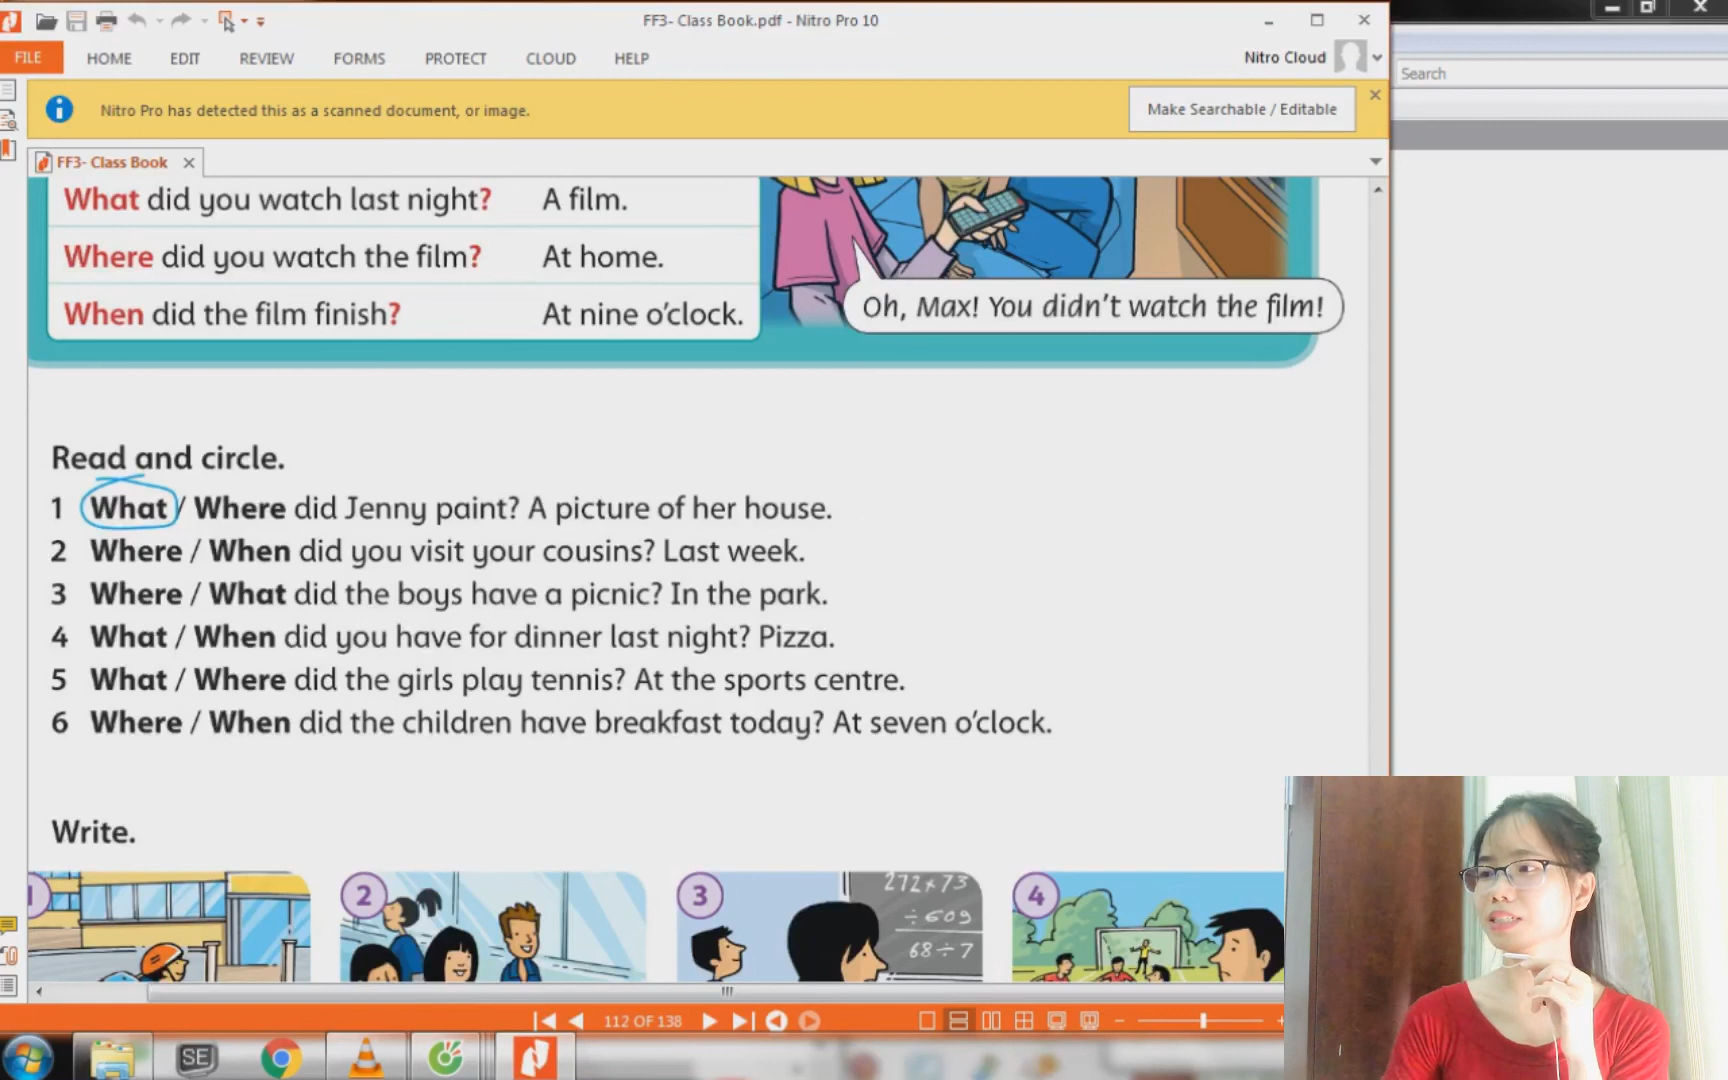 FF3- Class Book.pdf - Nitro Pro 10
FILE HOME EDIT REVIEW FORMS PROTECT CLOUD HELP
Nitro Cloud
Search
Nitro Pro has detected this as a scanned document, or image.
Make Searchable / Editable
FF3- Class Book
What did you watch last night? A film.
Where did you watch the film? At home.
When did the film finish? At nine o'clock.
Oh, Max! You didn't watch the film!
Read and circle.
1 What / Where did Jenny paint? A picture of her house.
2 Where / When did you visit your cousins? Last week.
3 Where / What did the boys have a picnic? In the park.
4 What / When did you have for dinner last night? Pizza.
5 What / Where did the girls play tennis? At the sports centre.
6 Where / When did the children have breakfast today? At seven o'clock.
Write.
1
2
3
272 + 73
÷ 609
68 ÷ 7
4
112 OF 138
SE